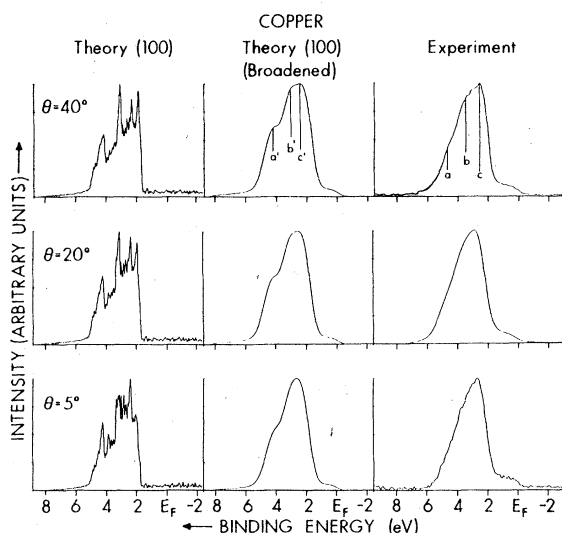 COPPER
Theory (100)
Theory (100)
(Broadened)
Experiment
θ=40°
a'
b'
c'
a
b
c
θ=20°
θ=5°
INTENSITY (ARBITRARY UNITS) →
8 6 4 2 E_F -2
8 6 4 2 E_F -2
8 6 4 2 E_F -2
← BINDING ENERGY (eV)